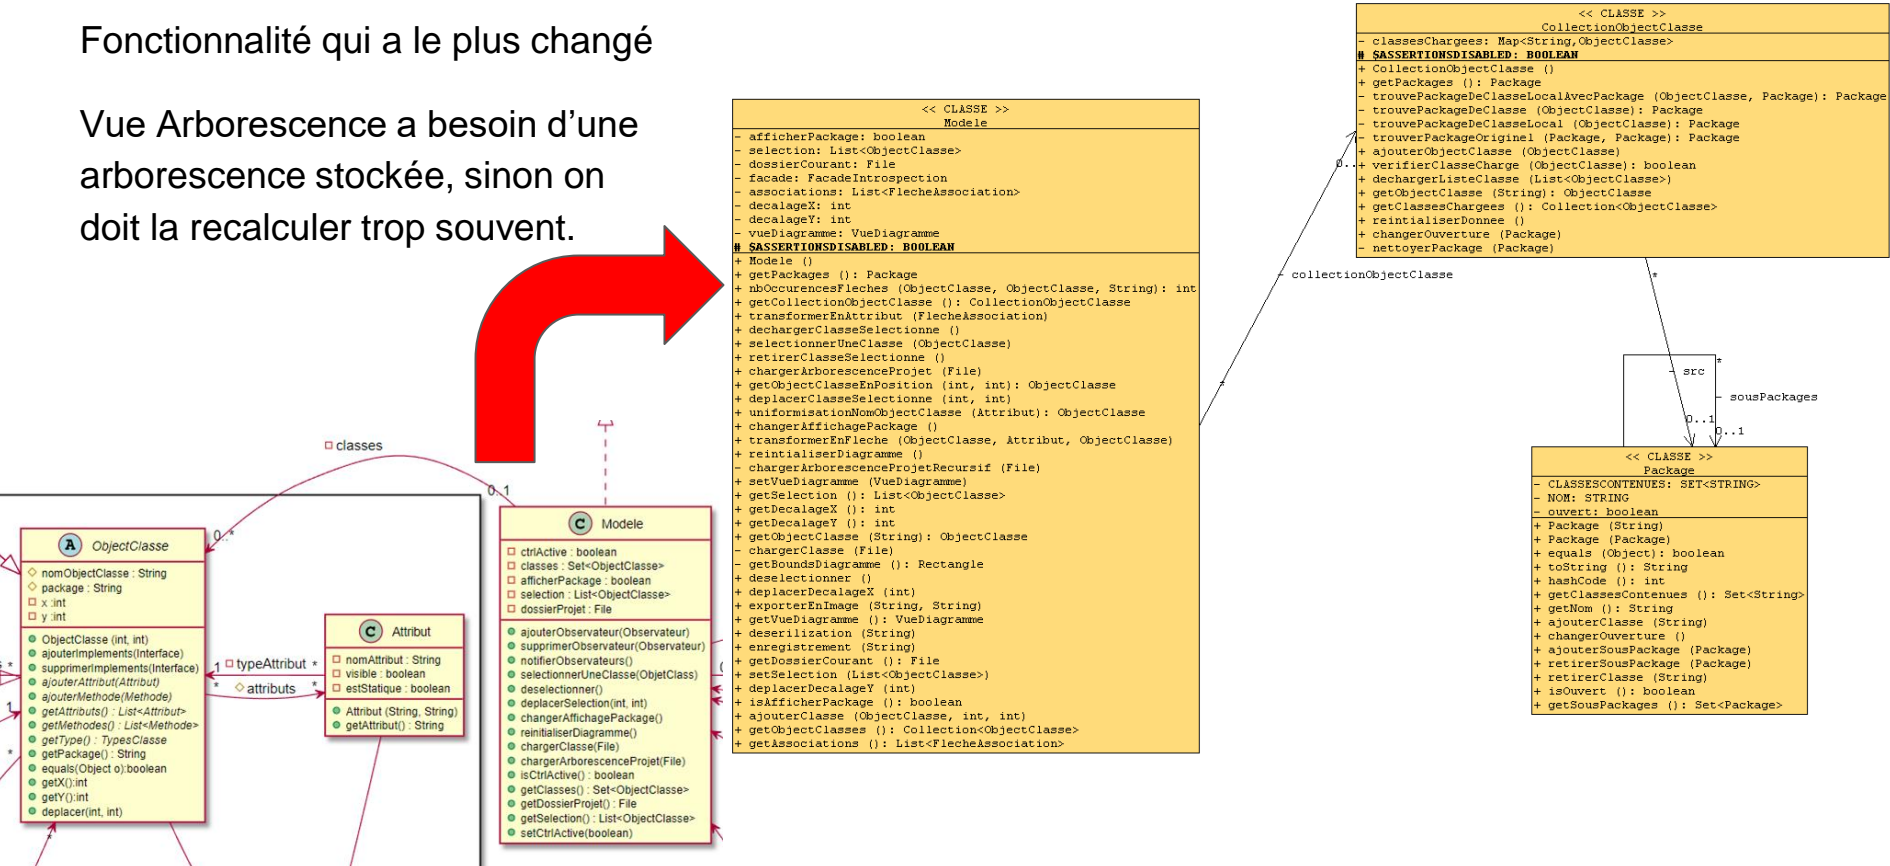 Fonctionnalité qui a le plus changé
Vue Arborescence a besoin d’une
arborescence stockée, sinon on
doit la recalculer trop souvent.
<< CLASSE >>
Modele
- afficherPackage: boolean
- selection: List<ObjectClasse>
- dossierCourant: File
- facade: FacadeIntrospection
- associations: List<FlecheAssociation>
- decalageX: int
- decalageY: int
- vueDiagramme: VueDiagramme
# $ASSERTIONSDISABLED: BOOLEAN
+ Modele ()
+ getPackages (): Package
+ nbOccurencesFleches (ObjectClasse, ObjectClasse, String): int
+ getCollectionObjectClasse (): CollectionObjectClasse
+ transformerEnAttribut (FlecheAssociation)
+ dechargerClasseSelectionne ()
+ selectionnerUneClasse (ObjectClasse)
+ retirerClasseSelectionne ()
+ chargerArborescenceProjet (File)
+ getObjectClasseEnPosition (int, int): ObjectClasse
+ deplacerClasseSelectionne (int, int)
+ uniformisationNomObjectClasse (Attribut): ObjectClasse
+ changerAffichagePackage ()
+ transformerEnFleche (ObjectClasse, Attribut, ObjectClasse)
+ reintialiserDiagramme ()
- chargerArborescenceProjetRecursif (File)
+ setVueDiagramme (VueDiagramme)
+ getSelection (): List<ObjectClasse>
+ getDecalageX (): int
+ getDecalageY (): int
+ getObjectClasse (String): ObjectClasse
- chargerClasse (File)
- getBoundsDiagramme (): Rectangle
+ deselectionner ()
+ deplacerDecalageX (int)
+ exporterEnImage (String, String)
+ getVueDiagramme (): VueDiagramme
+ deserilization (String)
+ enregistrement (String)
+ getDossierCourant (): File
+ setSelection (List<ObjectClasse>)
+ deplacerDecalageY (int)
+ isAfficherPackage (): boolean
+ ajouterClasse (ObjectClasse, int, int)
+ getObjectClasses (): Collection<ObjectClasse>
+ getAssociations (): List<FlecheAssociation>
<< CLASSE >>
CollectionObjectClasse
- classesChargees: Map<String,ObjectClasse>
# $ASSERTIONSDISABLED: BOOLEAN
+ CollectionObjectClasse ()
+ getPackages (): Package
- trouvePackageDeClasseLocalAvecPackage (ObjectClasse, Package): Package
- trouvePackageDeClasse (ObjectClasse): Package
- trouvePackageDeClasseLocal (ObjectClasse): Package
- trouverPackageOriginel (Package, Package): Package
+ ajouterObjectClasse (ObjectClasse)
+ verifierClasseCharge (ObjectClasse): boolean
+ dechargerListeClasse (List<ObjectClasse>)
+ getObjectClasse (String): ObjectClasse
+ getClassesChargees (): Collection<ObjectClasse>
+ reintialiserDonnee ()
+ changerOuverture (Package)
- nettoyerPackage (Package)
0..
- collectionObjectClasse
*
*
*
- src
- sousPackages
0..1
0..1
<< CLASSE >>
Package
- CLASSESCONTENUES: SET<STRING>
- NOM: STRING
- ouvert: boolean
+ Package (String)
+ Package (Package)
+ equals (Object): boolean
+ toString (): String
+ hashCode (): int
+ getClassesContenues (): Set<String>
+ getNom (): String
+ ajouterClasse (String)
+ changerOuverture ()
+ ajouterSousPackage (Package)
+ retirerSousPackage (Package)
+ retirerClasse (String)
+ isOuvert (): boolean
+ getSousPackages (): Set<Package>
classes
0..1
0..*
A ObjectClasse
nomObjectClasse : String
package : String
x :int
y :int
ObjectClasse (int, int)
ajouterImplements(Interface)
supprimerImplements(Interface)
ajouterAttribut(Attribut)
ajouterMethode(Methode)
getAttributs() : List<Attribut>
getMethodes() : List<Methode>
getType() : TypesClasse
getPackage() : String
equals(Object o):boolean
getX():int
getY():int
deplacer(int, int)
s *
1
*
*
1 typeAttribut *
* attributs *
C Attribut
nomAttribut : String
visible : boolean
estStatique : boolean
Attribut (String, String)
getAttribut() : String
C Modele
ctrlActive : boolean
classes : Set<ObjectClasse>
afficherPackage : boolean
selection : List<ObjectClasse>
dossierProjet : File
ajouterObservateur(Observateur)
supprimerObservateur(Observateur)
notifierObservateurs()
selectionnerUneClasse(ObjetClass)
deselectionner()
deplacerSelection(int, int)
changerAffichagePackage()
reinitialiserDiagramme()
chargerClasse(File)
chargerArborescenceProjet(File)
isCtrlActive() : boolean
getClasses() : Set<ObjectClasse>
getDossierProjet() : File
getSelection() : List<ObjectClasse>
setCtrlActive(boolean)